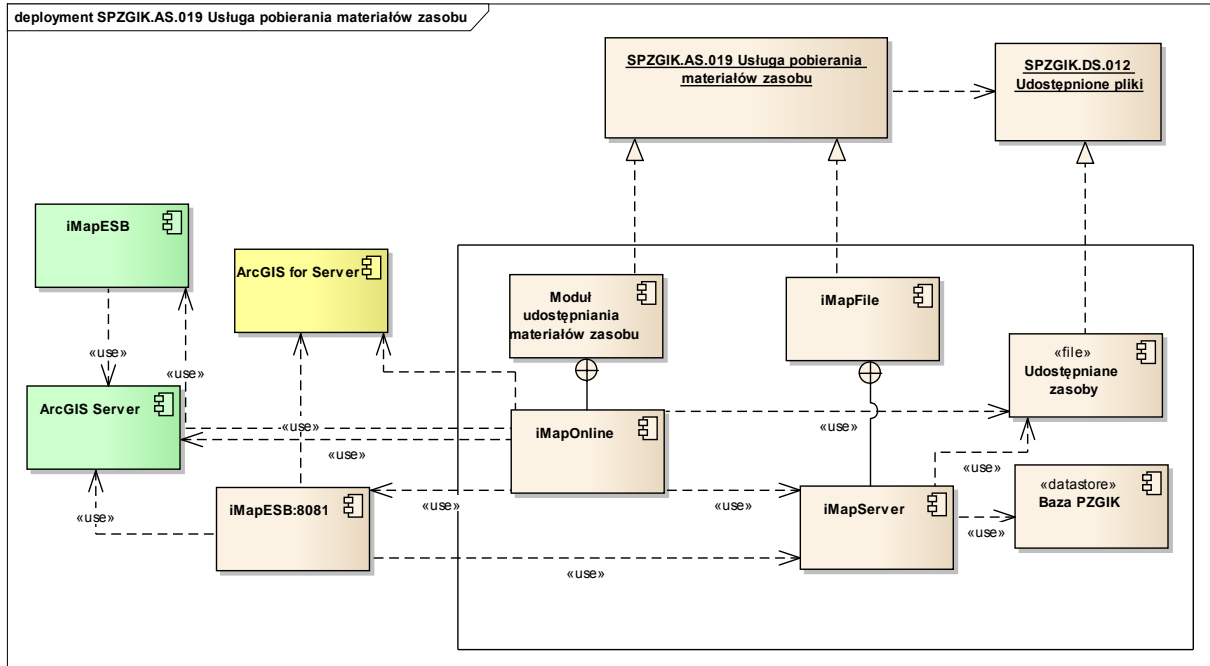 deployment SPZGIK.AS.019 Usługa pobierania materiałów zasobu
SPZGIK.AS.019 Usługa pobierania
materiałów zasobu
SPZGIK.DS.012
Udostępnione pliki
iMapESB
ArcGIS for Server
Moduł
udostępniania
materiałów zasobu
iMapFile
«file»
Udostępniane
zasoby
«use»
«use»
ArcGIS Server
iMapOnline
«use»
«use»
«use»
«use»
«datastore»
Baza PZGIK
iMapESB:8081
iMapServer
«use»
«use»
«use»
«use»
«use»